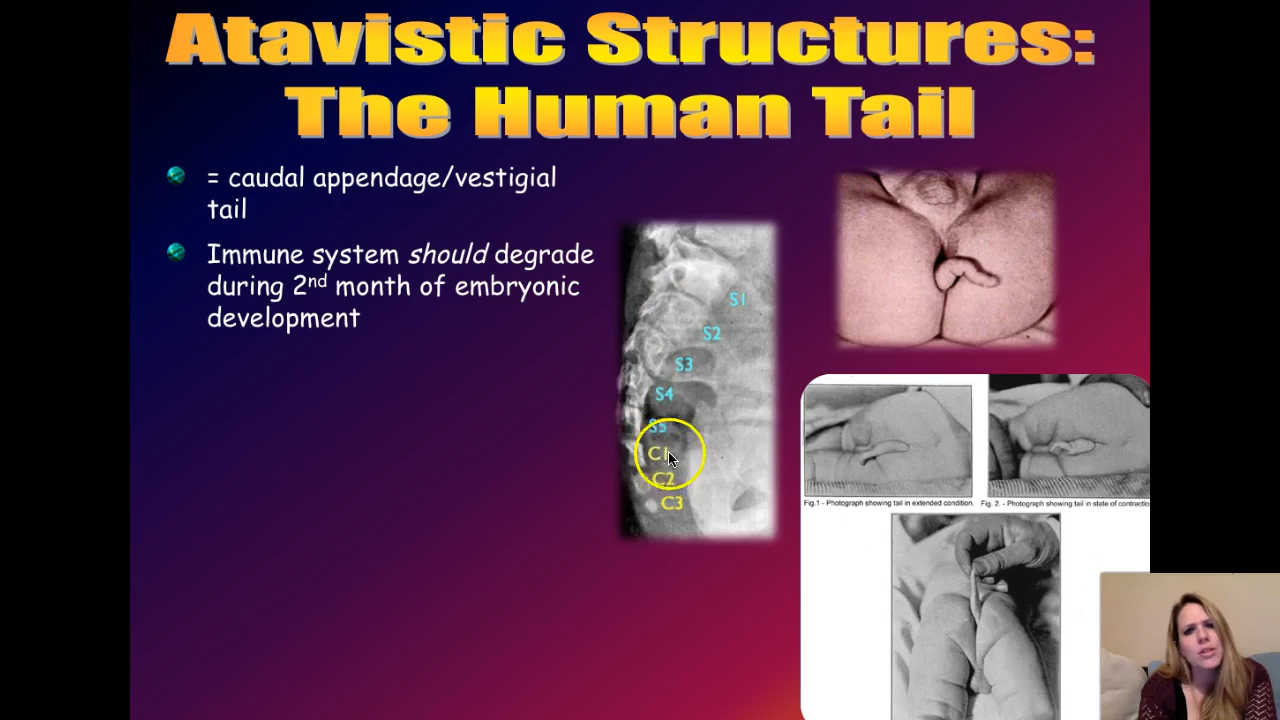 Atavistic Structures:
The Human Tail
= caudal appendage/vestigial
tail
Immune system should degrade
during 2nd month of embryonic
development
S1
S2
S3
S4
S5
C1
C2
C3
Fig.1 - Photograph showing tail in extended condition.
Fig. 2. - Photograph showing tail in state of contractio